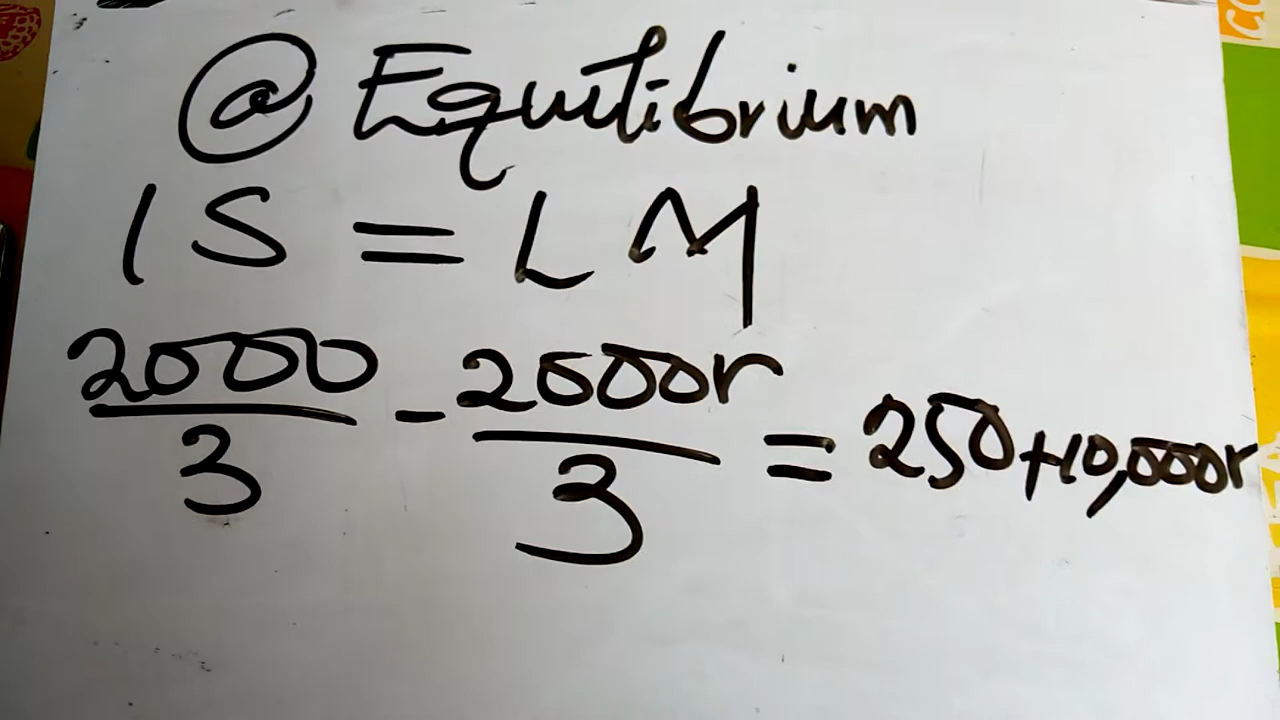 @ Equilibrium
IS = LM
2000/3 - 2000r/3 = 250+10,000r